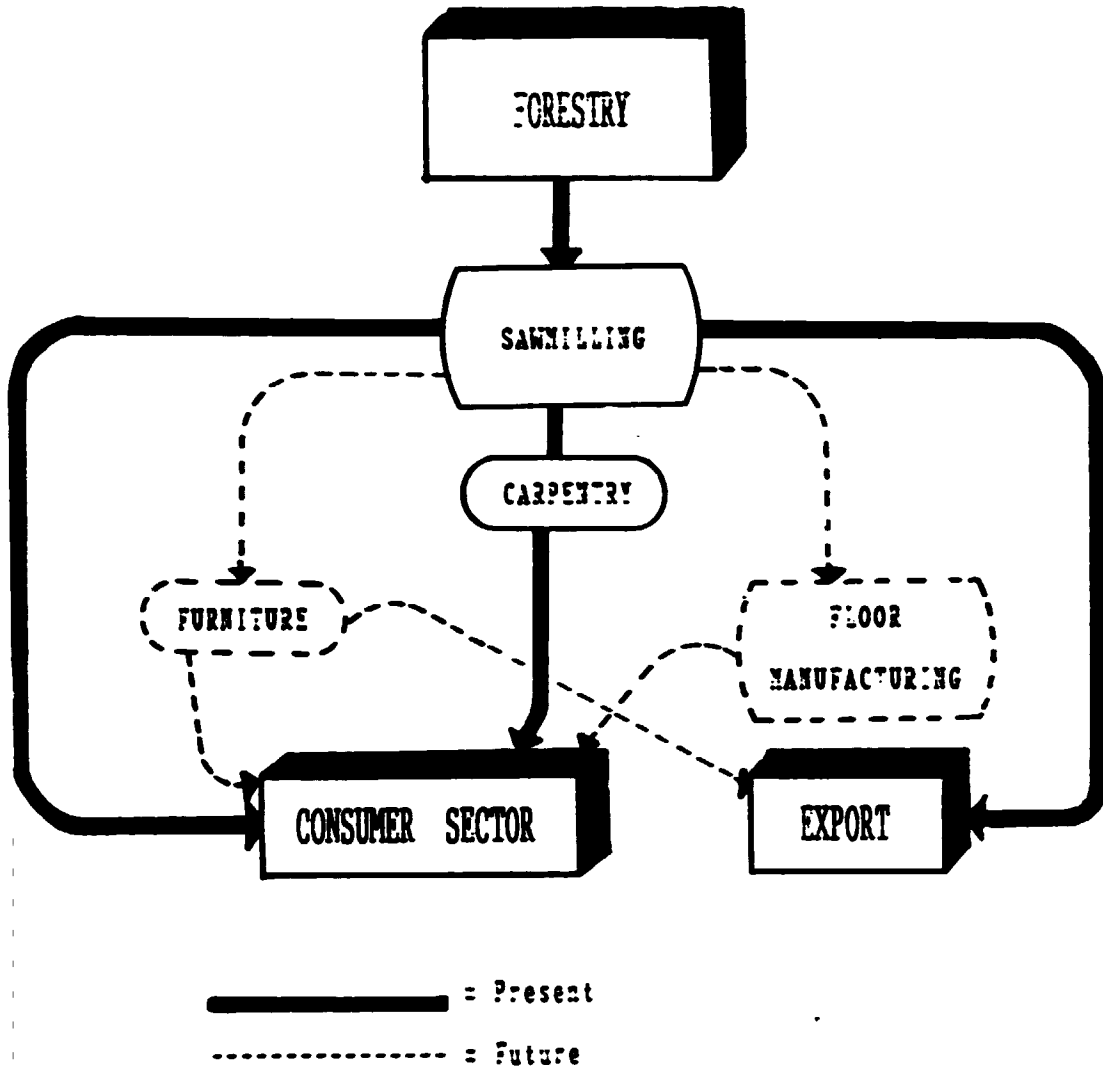 FORESTRY
SAWMILLING
CARPENTRY
FURNITURE
FLOOR
MANUFACTURING
CONSUMER SECTOR
EXPORT
= Present
= Future